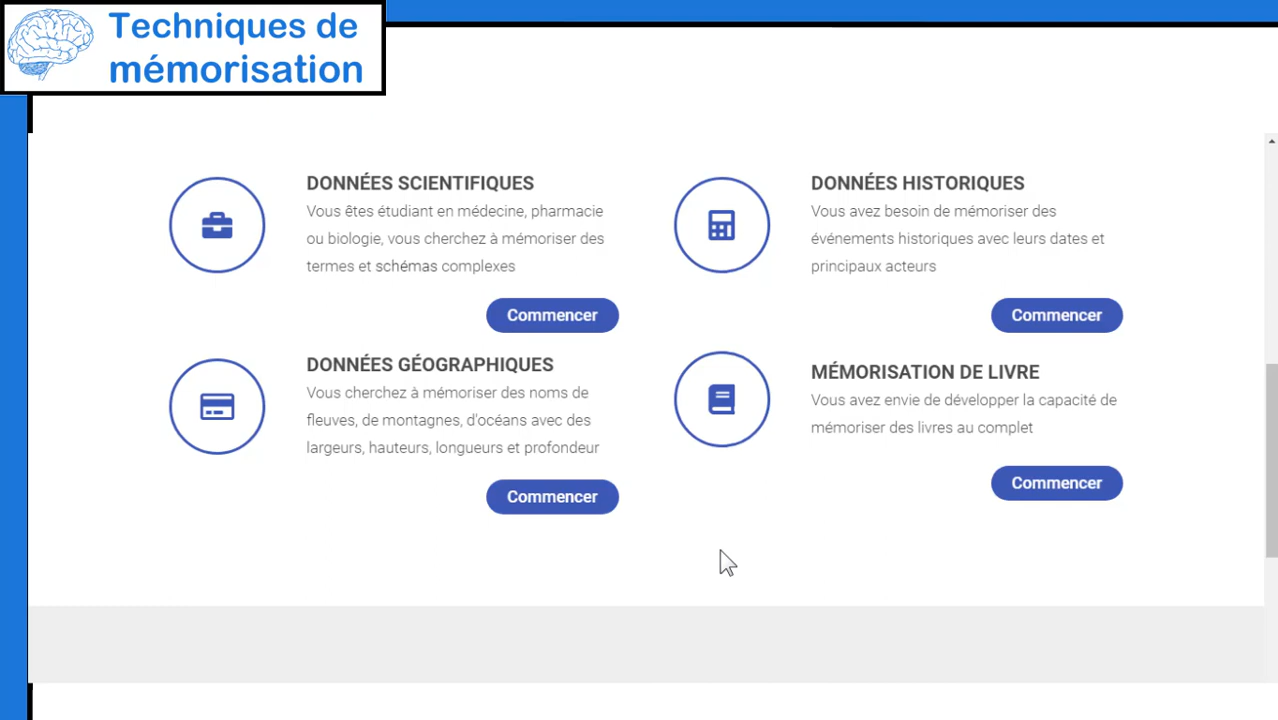 Techniques de
mémorisation
DONNÉES SCIENTIFIQUES
Vous êtes étudiant en médecine, pharmacie
ou biologie, vous cherchez à mémoriser des
termes et schémas complexes
Commencer
DONNÉES HISTORIQUES
Vous avez besoin de mémoriser des
événements historiques avec leurs dates et
principaux acteurs
Commencer
DONNÉES GÉOGRAPHIQUES
Vous cherchez à mémoriser des noms de
fleuves, de montagnes, d'océans avec des
largeurs, hauteurs, longueurs et profondeur
Commencer
MÉMORISATION DE LIVRE
Vous avez envie de développer la capacité de
mémoriser des livres au complet
Commencer